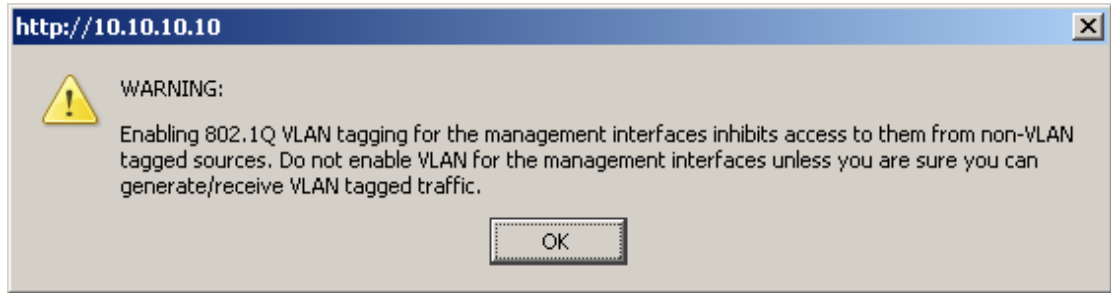 http://10.10.10.10
WARNING:
Enabling 802.1Q VLAN tagging for the management interfaces inhibits access to them from non-VLAN
tagged sources. Do not enable VLAN for the management interfaces unless you are sure you can
generate/receive VLAN tagged traffic.
OK